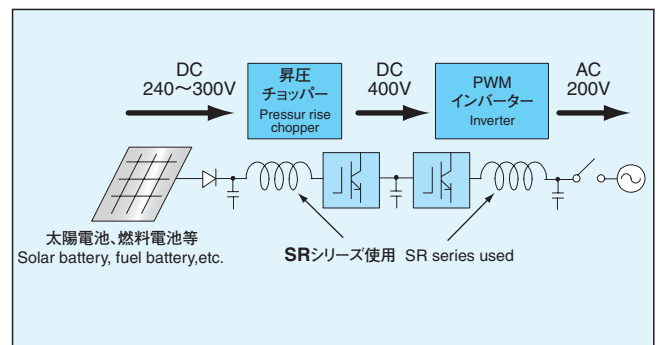 DC
240～300V
昇圧
チョッパー
Pressur rise
chopper
DC
400V
PWM
インバーター
Inverter
AC
200V
太陽電池、燃料電池等
Solar battery, fuel battery,etc.
SRシリーズ使用 SR series used